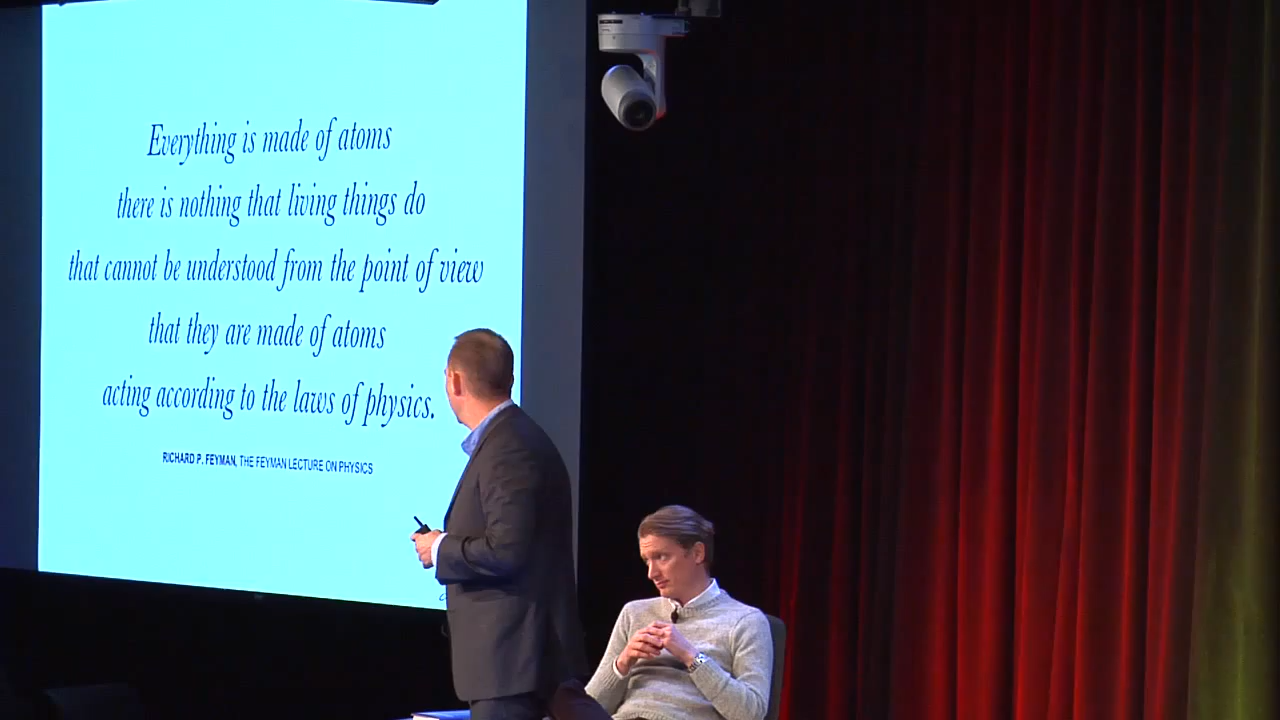 Everything is made of atoms
there is nothing that living things do
that cannot be understood from the point of view
that they are made of atoms
acting according to the laws of physics.
RICHARD P. FEYMAN, THE FEYMAN LECTURE ON PHYSICS